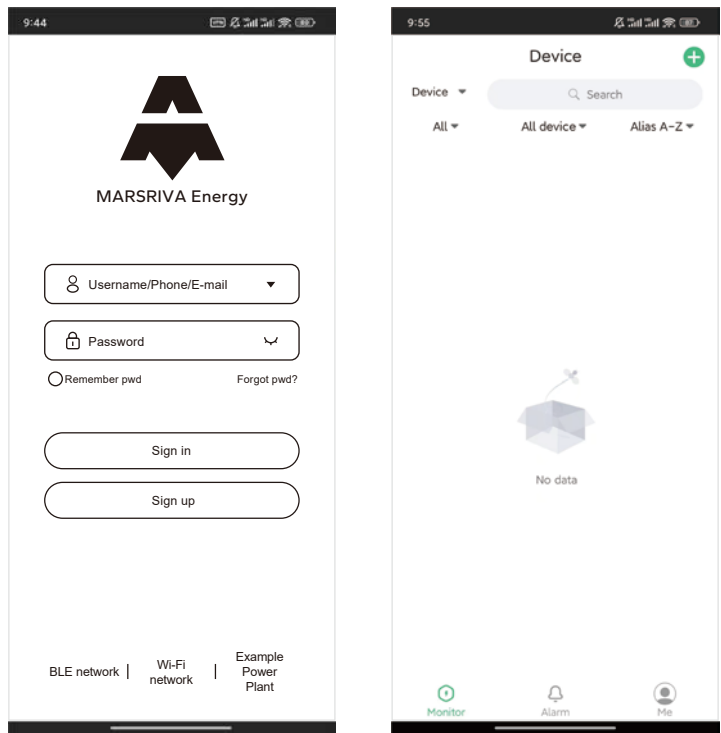 9:44
MARSRIVA Energy
Username/Phone/E-mail
Password
Remember pwd Forgot pwd?
Sign in
Sign up
BLE network | Wi-Fi network | Example Power Plant
9:55
Device
Device Search
All All device Alias A-Z
No data
Monitor Alarm Me